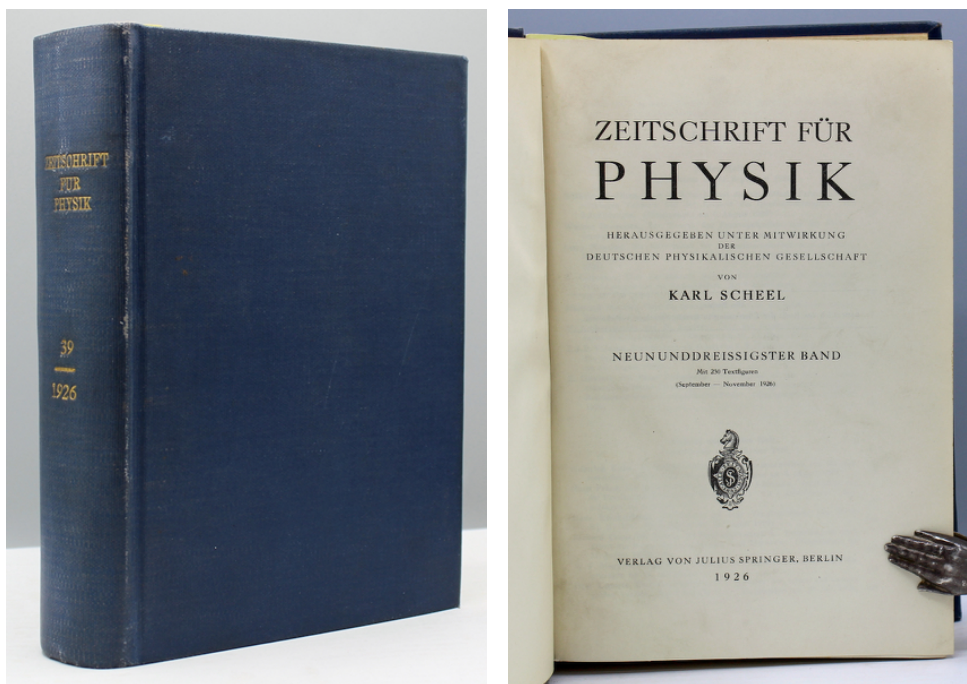 ZEITSCHRIFT
FÜR
PHYSIK
39
1926
ZEITSCHRIFT FÜR
PHYSIK
HERAUSGEGEBEN UNTER MITWIRKUNG
DER
DEUTSCHEN PHYSIKALISCHEN GESELLSCHAFT
VON
KARL SCHEEL
NEUNUNDDREISSIGSTER BAND
Mit 250 Textfiguren
(September — November 1926)
VERLAG VON JULIUS SPRINGER, BERLIN
1926